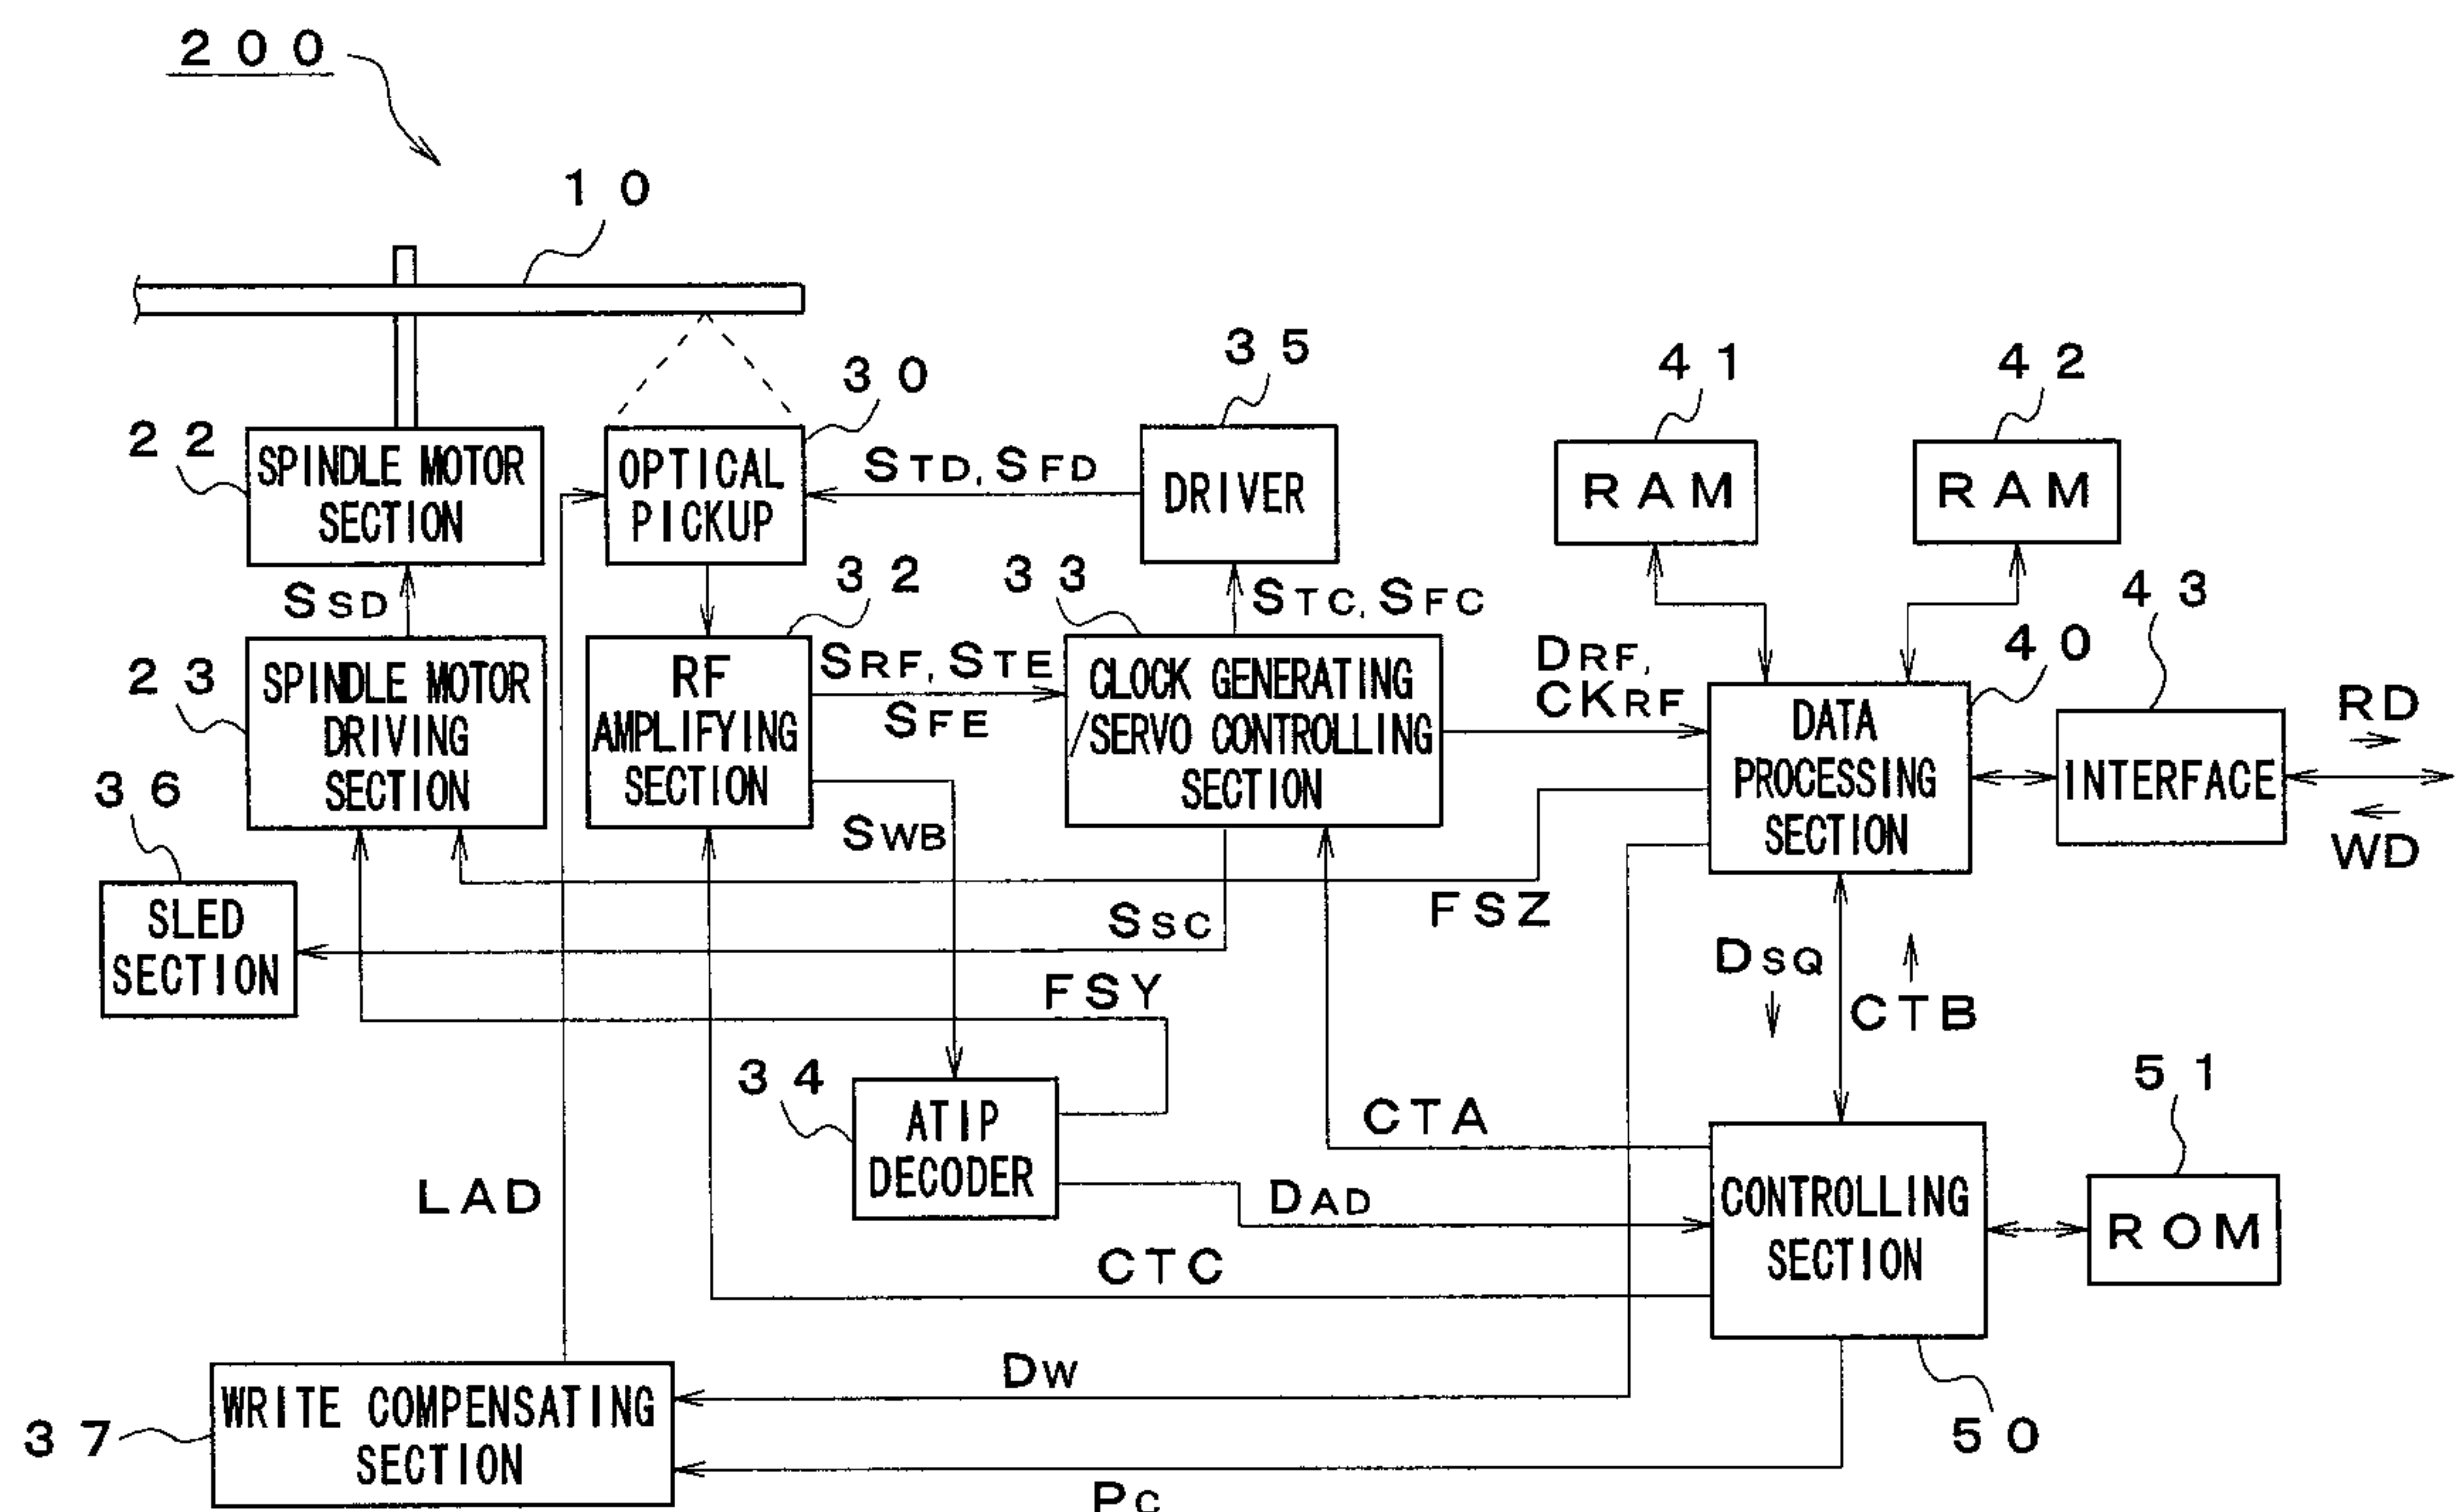 200
10
35
41
42
30
22
SPINDLE MOTOR
SECTION
OPTICAL
PICKUP
STD, SFD
DRIVER
RAM
RAM
SSD
32
33
STC, SFC
43
40
23
SPINDLE MOTOR
DRIVING
SECTION
RF
AMPLIFYING
SECTION
SRF, STE
SFE
CLOCK GENERATING
/SERVO CONTROLLING
SECTION
DRF,
CKRF
DATA
PROCESSING
SECTION
INTERFACE
RD
WD
36
SWB
SLED
SECTION
SSC
FSZ
FSY
DSQ
CTB
34
ATIP
DECODER
CTA
51
LAD
DAD
CONTROLLING
SECTION
ROM
CTC
DW
37
WRITE COMPENSATING
SECTION
50
PC